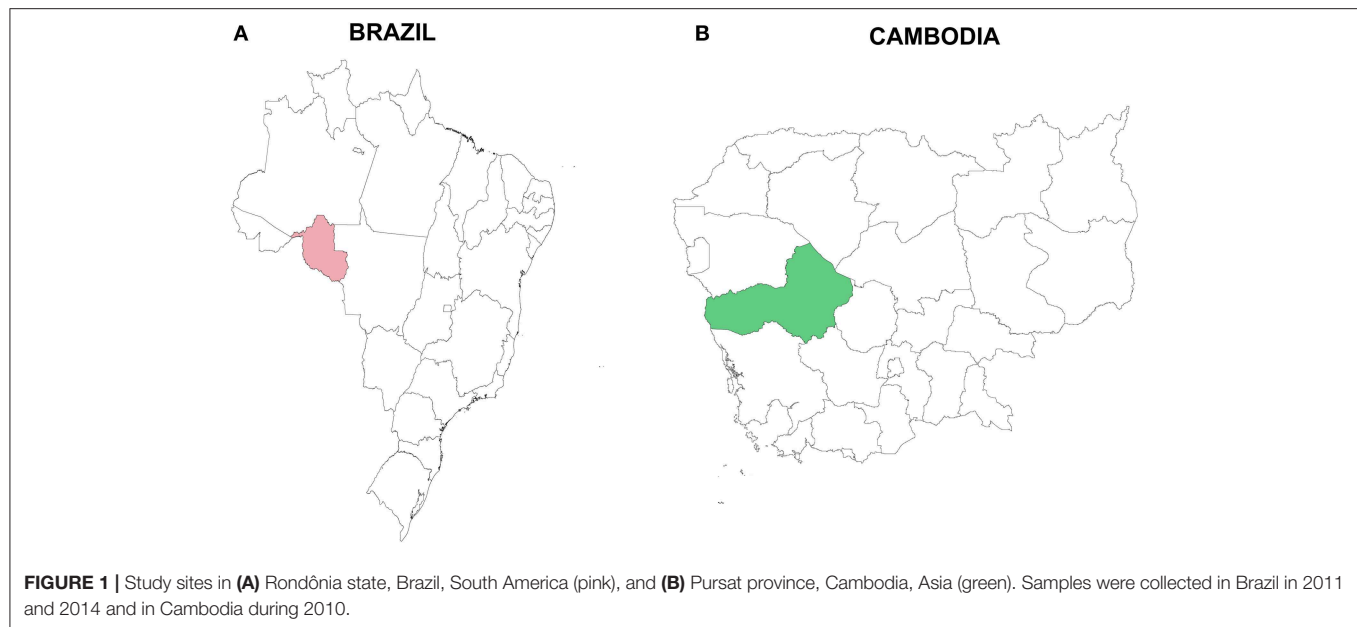 A BRAZIL
B CAMBODIA
FIGURE 1 | Study sites in (A) Rondônia state, Brazil, South America (pink), and (B) Pursat province, Cambodia, Asia (green). Samples were collected in Brazil in 2011
and 2014 and in Cambodia during 2010.